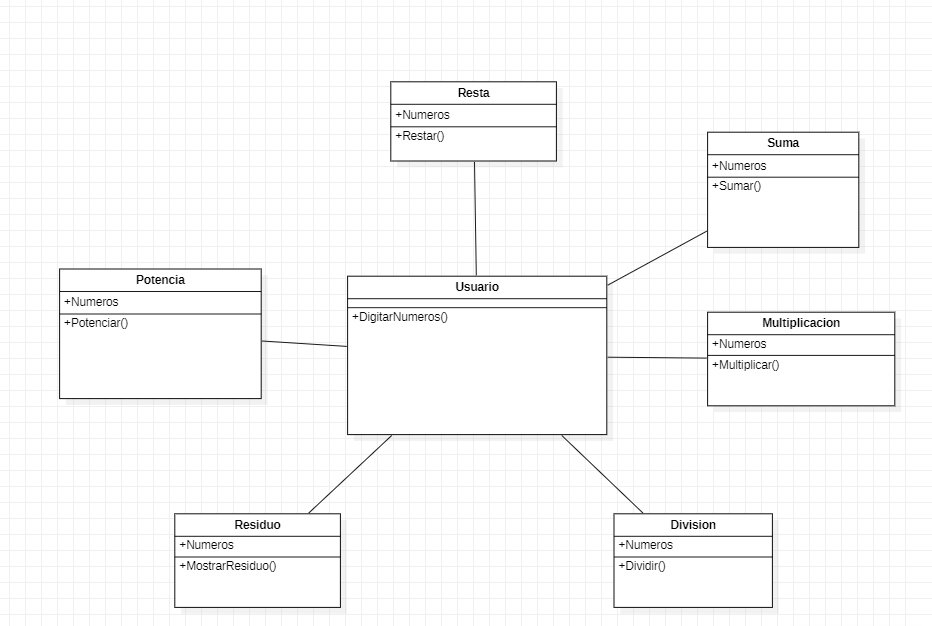 Resta
+Numeros
+Restar()
Suma
+Numeros
+Sumar()
Potencia
+Numeros
+Potenciar()
Usuario
+DigitarNumeros()
Multiplicacion
+Numeros
+Multiplicar()
Residuo
+Numeros
+MostrarResiduo()
Division
+Numeros
+Dividir()